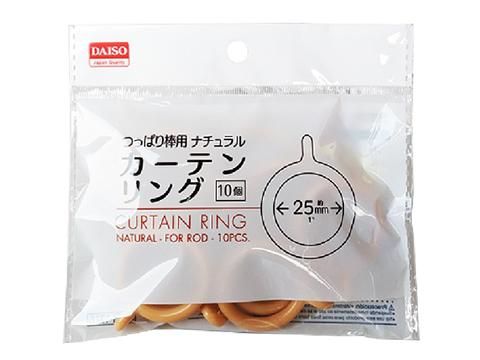 DAISO
Japan Quality
つっぱり棒用 ナチュラル
カーテン
リング 10個
CURTAIN RING
NATURAL - FOR ROD - 10PCS.
約
25mm
1"
Precaución